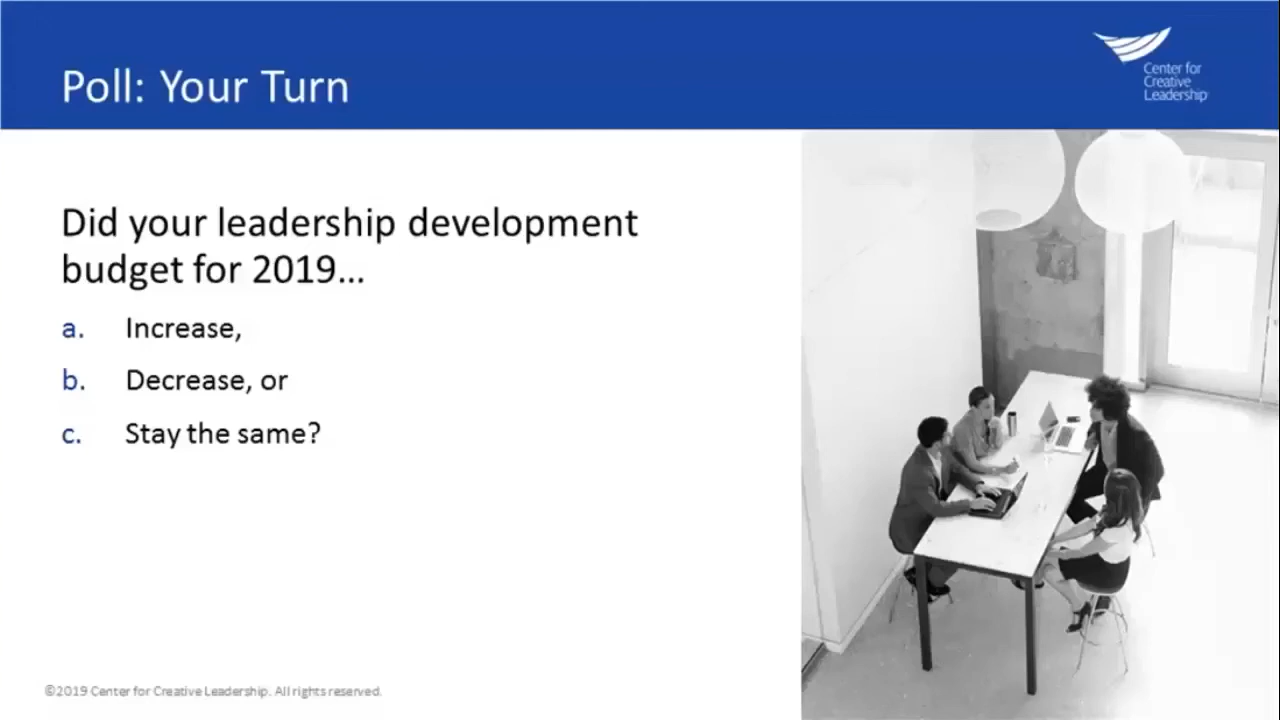 Poll: Your Turn
Center for
Creative
Leadership
Did your leadership development
budget for 2019...
a. Increase,
b. Decrease, or
c. Stay the same?
©2019 Center for Creative Leadership. All rights reserved.